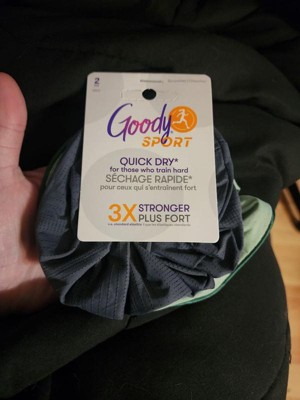 2
Goody
SPORT
QUICK DRY*
for those who train hard
SÉCHAGE RAPIDE*
pour ceux qui s'entraînent fort
3X STRONGER
PLUS FORT